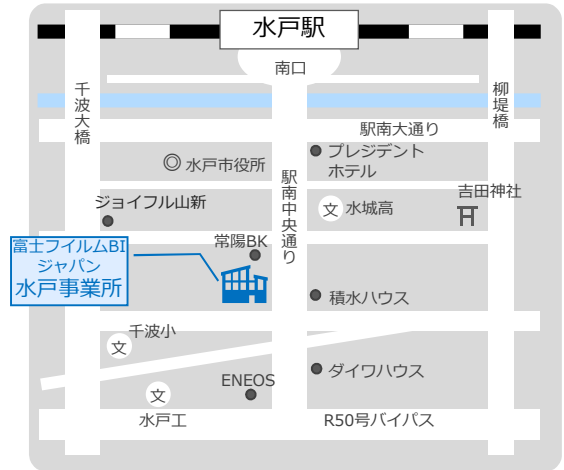 水戸駅
南口
千波大橋
柳堤橋
駅南大通り
水戸市役所
プレジデント
ホテル
駅南中央通り
吉田神社
ジョイフル山新
文 水城高
常陽BK
富士フイルムBI
ジャパン
水戸事業所
積水ハウス
千波小
文
ダイワハウス
ENEOS
文
水戸工
R50号バイパス